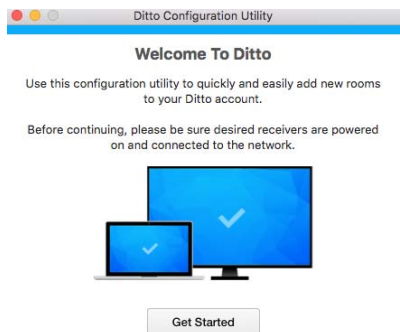 Ditto Configuration Utility
Welcome To Ditto
Use this configuration utility to quickly and easily add new rooms
to your Ditto account.
Before continuing, please be sure desired receivers are powered
on and connected to the network.
Get Started